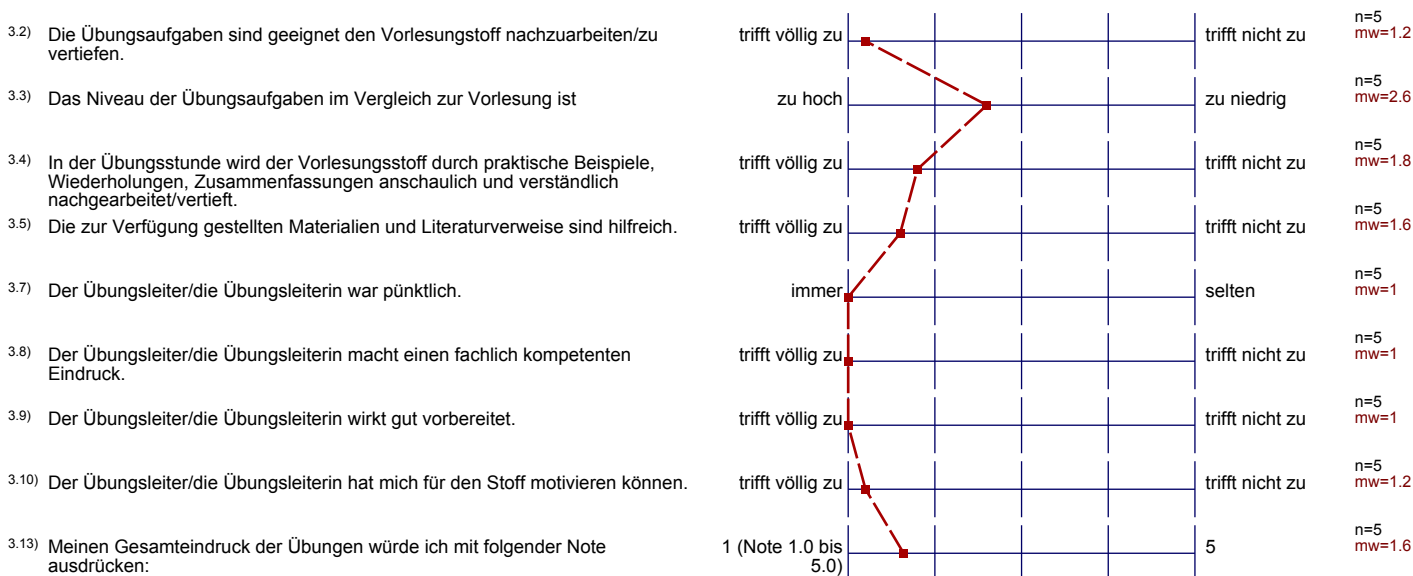 3.2) Die Übungsaufgaben sind geeignet den Vorlesungstoff nachzuarbeiten/zu
vertiefen.
trifft völlig zu
trifft nicht zu
n=5
mw=1.2
3.3) Das Niveau der Übungsaufgaben im Vergleich zur Vorlesung ist
zu hoch
zu niedrig
n=5
mw=2.6
3.4) In der Übungsstunde wird der Vorlesungsstoff durch praktische Beispiele,
Wiederholungen, Zusammenfassungen anschaulich und verständlich
nachgearbeitet/vertieft.
trifft völlig zu
trifft nicht zu
n=5
mw=1.8
3.5) Die zur Verfügung gestellten Materialien und Literaturverweise sind hilfreich.
trifft völlig zu
trifft nicht zu
n=5
mw=1.6
3.7) Der Übungsleiter/die Übungsleiterin war pünktlich.
immer
selten
n=5
mw=1
3.8) Der Übungsleiter/die Übungsleiterin macht einen fachlich kompetenten
Eindruck.
trifft völlig zu
trifft nicht zu
n=5
mw=1
3.9) Der Übungsleiter/die Übungsleiterin wirkt gut vorbereitet.
trifft völlig zu
trifft nicht zu
n=5
mw=1
3.10) Der Übungsleiter/die Übungsleiterin hat mich für den Stoff motivieren können.
trifft völlig zu
trifft nicht zu
n=5
mw=1.2
3.13) Meinen Gesamteindruck der Übungen würde ich mit folgender Note
ausdrücken:
1 (Note 1.0 bis
5.0)
5
n=5
mw=1.6